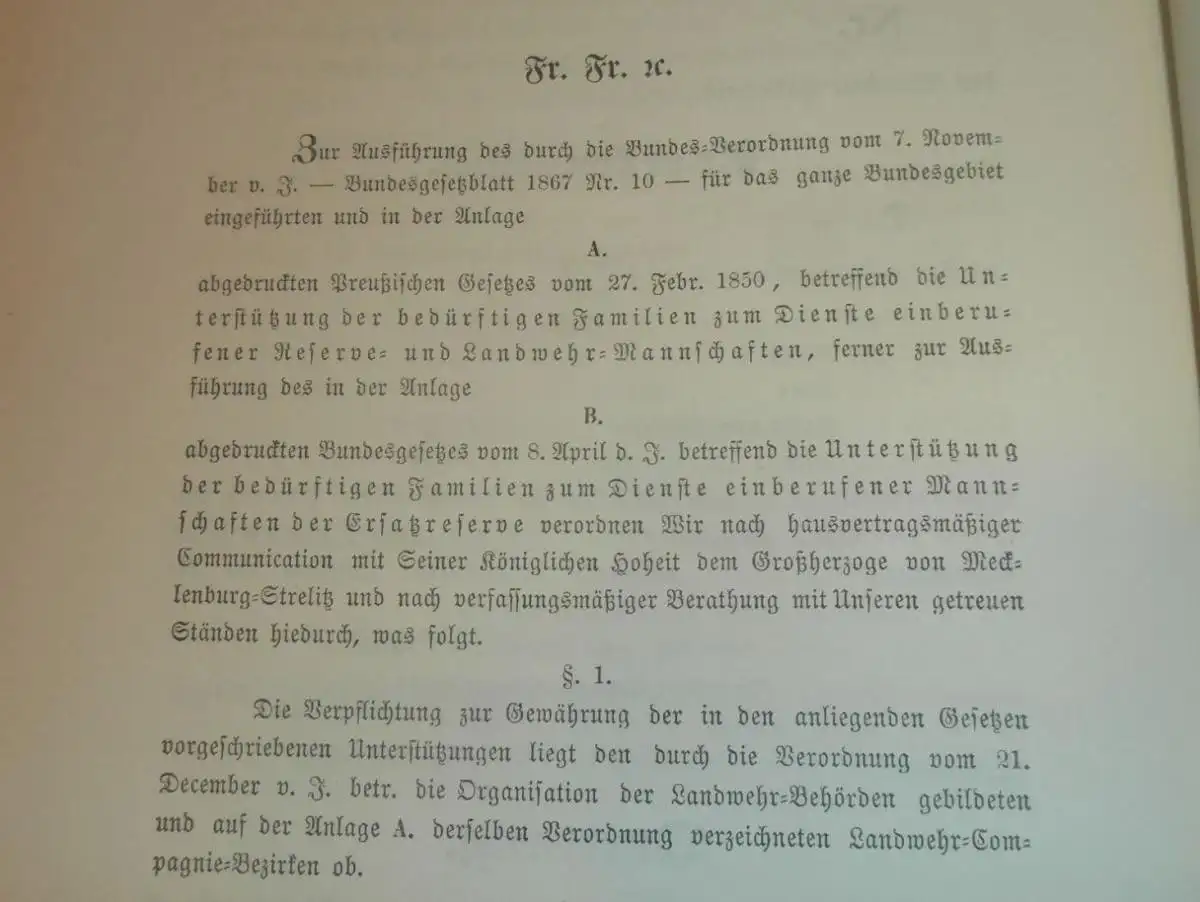 Fr. Fr. ꝛc.
Zur Ausführung des durch die Bundes-Verordnung vom 7. Novem-
ber v. J. — Bundesgesetzblatt 1867 Nr. 10 — für das ganze Bundesgebiet
eingeführten und in der Anlage
A.
abgedruckten Preußischen Gesetzes vom 27. Febr. 1850, betreffend die Un-
terstützung der bedürftigen Familien zum Dienste einberu-
fener Reserve- und Landwehr-Mannschaften, ferner zur Aus-
führung des in der Anlage
B.
abgedruckten Bundesgesetzes vom 8. April d. J. betreffend die Unterstützung
der bedürftigen Familien zum Dienste einberufener Mann-
schaften der Ersatzreserve verordnen Wir nach hausvertragsmäßiger
Communication mit Seiner Königlichen Hoheit dem Großherzoge von Meck-
lenburg-Strelitz und nach verfassungsmäßiger Berathung mit Unseren getreuen
Ständen hiedurch, was folgt.
§. 1.
Die Verpflichtung zur Gewährung der in den anliegenden Gesetzen
vorgeschriebenen Unterstützungen liegt den durch die Verordnung vom 21.
December v. J. betr. die Organisation der Landwehr-Behörden gebildeten
und auf der Anlage A. derselben Verordnung verzeichneten Landwehr-Com-
pagnie-Bezirken ob.